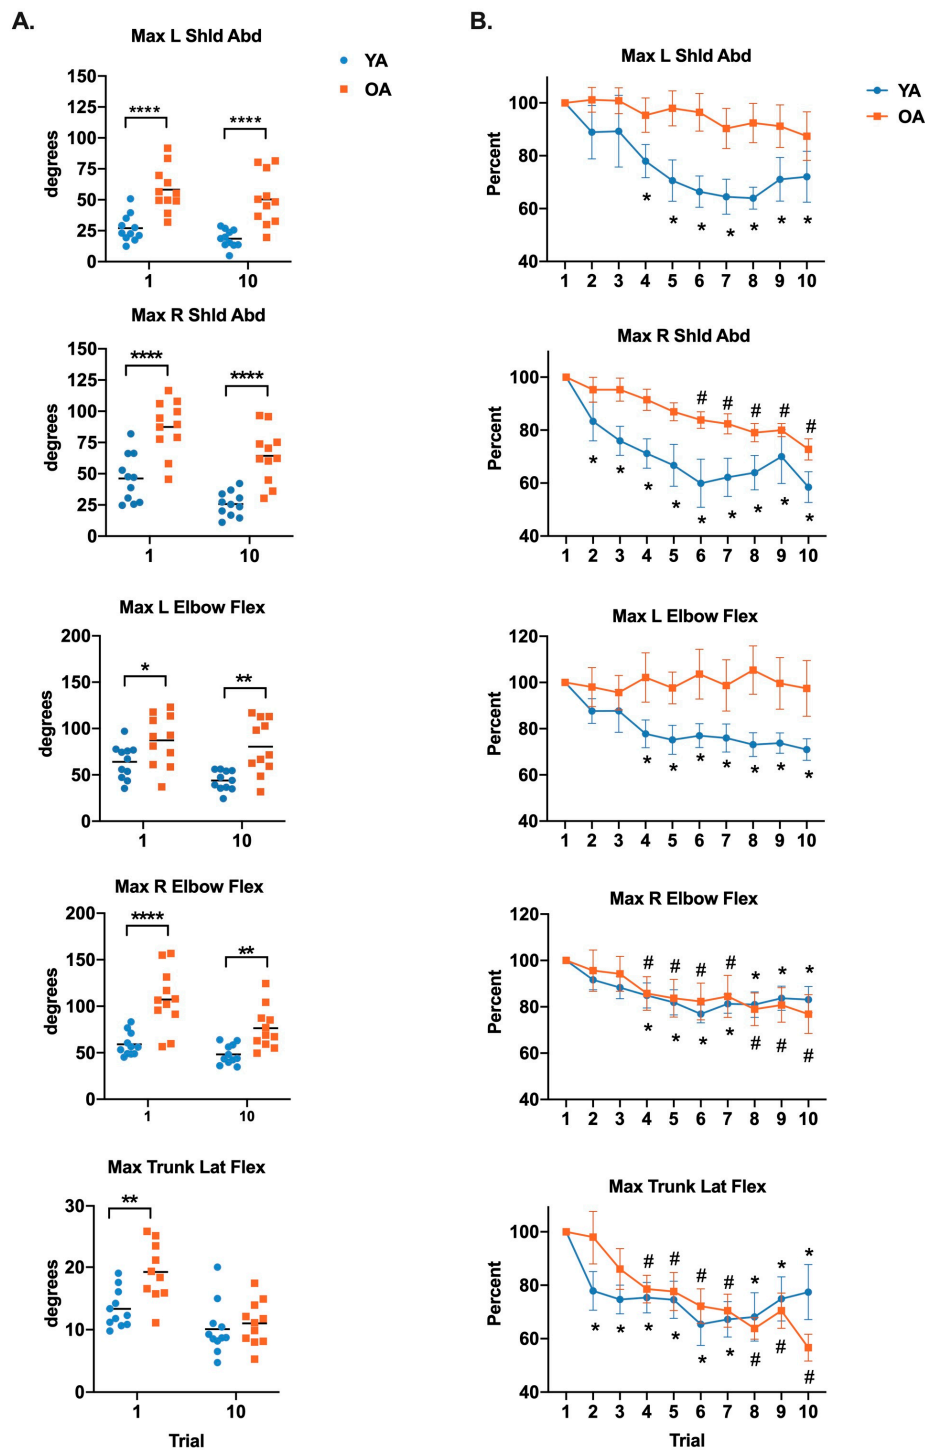 A.
Max L Shld Abd
YA
OA
degrees
150
125
100
75
50
25
0
****
****
1
10
Max R Shld Abd
degrees
150
125
100
75
50
25
0
****
****
1
10
Max L Elbow Flex
degrees
200
150
100
50
0
*
**
1
10
Max R Elbow Flex
degrees
200
150
100
50
0
****
**
1
10
Max Trunk Lat Flex
degrees
30
20
10
0
**
1
10
Trial
B.
Max L Shld Abd
YA
OA
Percent
100
80
60
40
* * * * * * *
1 2 3 4 5 6 7 8 9 10
Max R Shld Abd
Percent
100
80
60
40
# # # # #
* * * * * * * * *
1 2 3 4 5 6 7 8 9 10
Max L Elbow Flex
Percent
120
100
80
60
40
* * * * * * *
1 2 3 4 5 6 7 8 9 10
Max R Elbow Flex
Percent
120
100
80
60
40
# # # # * * *
* * * * # # #
1 2 3 4 5 6 7 8 9 10
Max Trunk Lat Flex
Percent
100
80
60
40
# # # # * * *
* * * * * * # # #
1 2 3 4 5 6 7 8 9 10
Trial